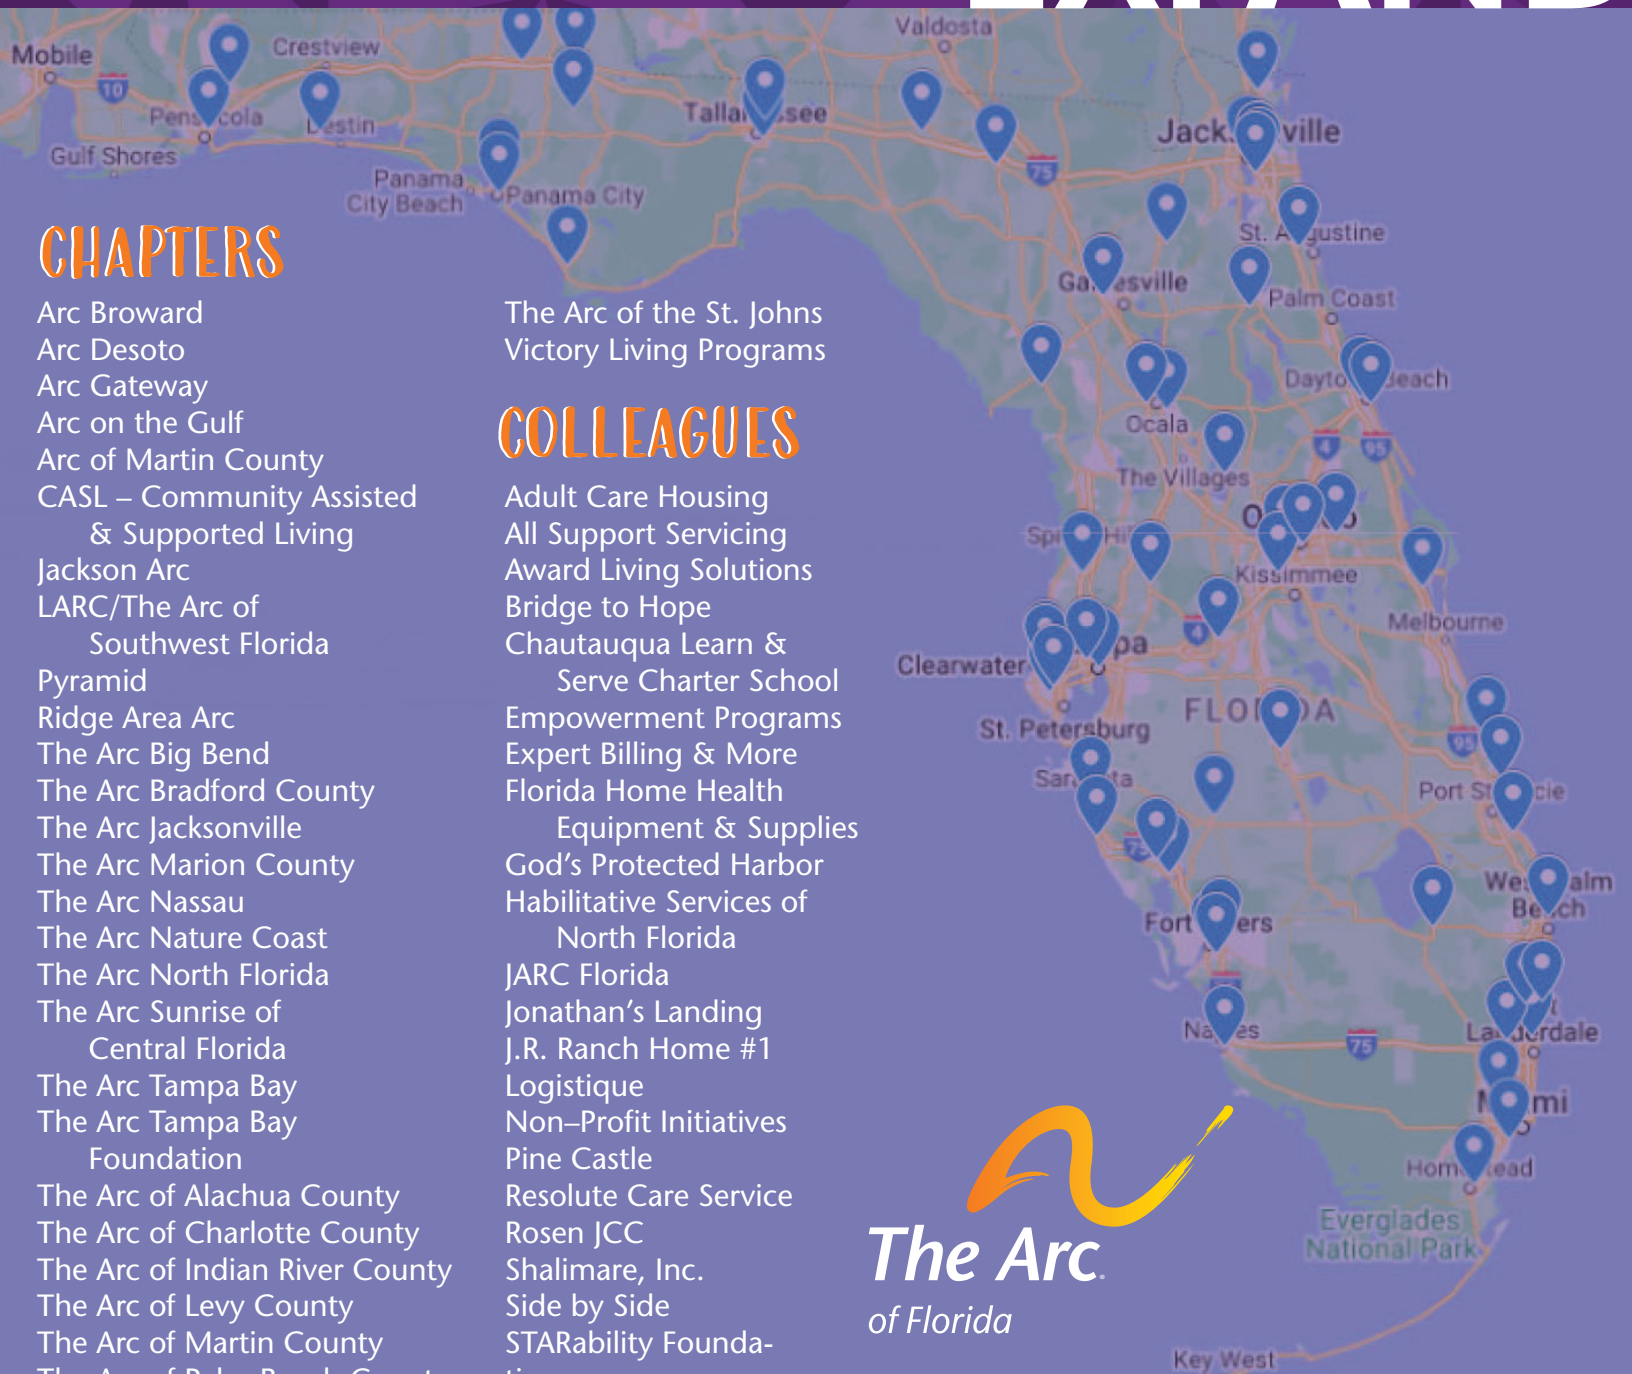 CHAPTERS
Arc Broward
Arc Desoto
Arc Gateway
Arc on the Gulf
Arc of Martin County
CASL – Community Assisted
& Supported Living
Jackson Arc
LARC/The Arc of
Southwest Florida
Pyramid
Ridge Area Arc
The Arc Big Bend
The Arc Bradford County
The Arc Jacksonville
The Arc Marion County
The Arc Nassau
The Arc Nature Coast
The Arc North Florida
The Arc Sunrise of
Central Florida
The Arc Tampa Bay
The Arc Tampa Bay
Foundation
The Arc of Alachua County
The Arc of Charlotte County
The Arc of Indian River County
The Arc of Levy County
The Arc of Martin County
The Arc of the St. Johns
Victory Living Programs
COLLEAGUES
Adult Care Housing
All Support Servicing
Award Living Solutions
Bridge to Hope
Chautauqua Learn &
Serve Charter School
Empowerment Programs
Expert Billing & More
Florida Home Health
Equipment & Supplies
God's Protected Harbor
Habilitative Services of
North Florida
JARC Florida
Jonathan's Landing
J.R. Ranch Home #1
Logistique
Non–Profit Initiatives
Pine Castle
Resolute Care Service
Rosen JCC
Shalimare, Inc.
Side by Side
STARability Founda-
Mobile
Crestview
10
Gulf Shores
Panama
City Beach
Panama City
Valdosta
75
Palm Coast
Ocala
4
95
The Villages
Kissimmee
4
Melbourne
Clearwater
St. Petersburg
95
75
75
Everglades
National Park
Key West
The Arc
of Florida